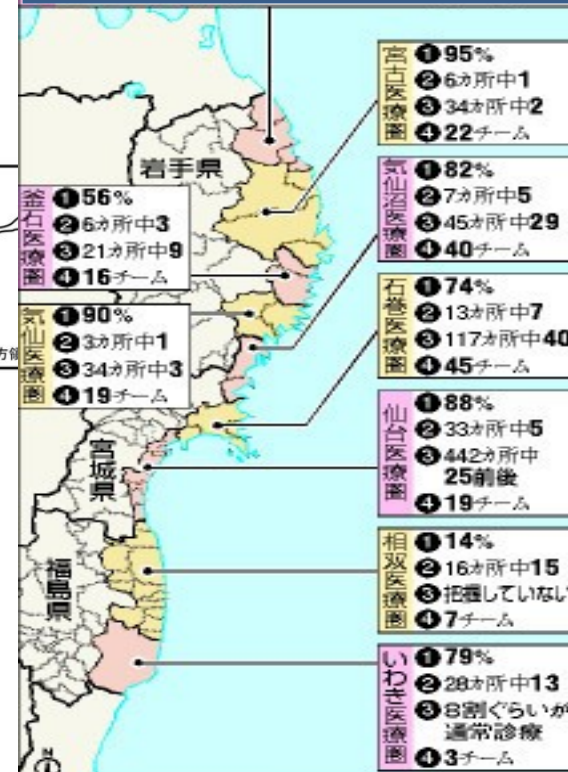 宮古医療圏
❶95%
❷6カ所中1
❸34カ所中2
❹22チーム
岩手県
気仙沼医療圏
❶82%
❷7カ所中5
❸45カ所中29
❹40チーム
釜石医療圏
❶56%
❷6カ所中3
❸21カ所中9
❹16チーム
石巻医療圏
❶74%
❷13カ所中7
❸117カ所中40
❹45チーム
気仙医療圏
❶90%
❷3カ所中1
❸34カ所中3
❹19チーム
仙台医療圏
❶88%
❷33カ所中5
❸442カ所中
25前後
❹19チーム
宮城県
相双医療圏
❶14%
❷16カ所中15
❸把握していない
❹7チーム
福島県
いわき医療圏
❶79%
❷28カ所中13
❸8割ぐらいが
通常診療
❹3チーム
N